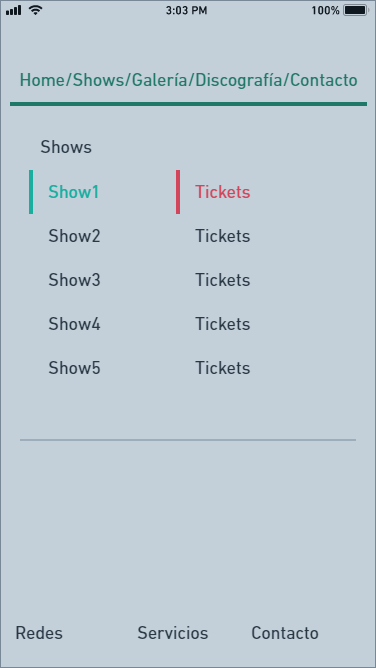 3:03 PM 100%
Home/Shows/Galería/Discografía/Contacto
Shows
Show1 Tickets
Show2 Tickets
Show3 Tickets
Show4 Tickets
Show5 Tickets
Redes Servicios Contacto